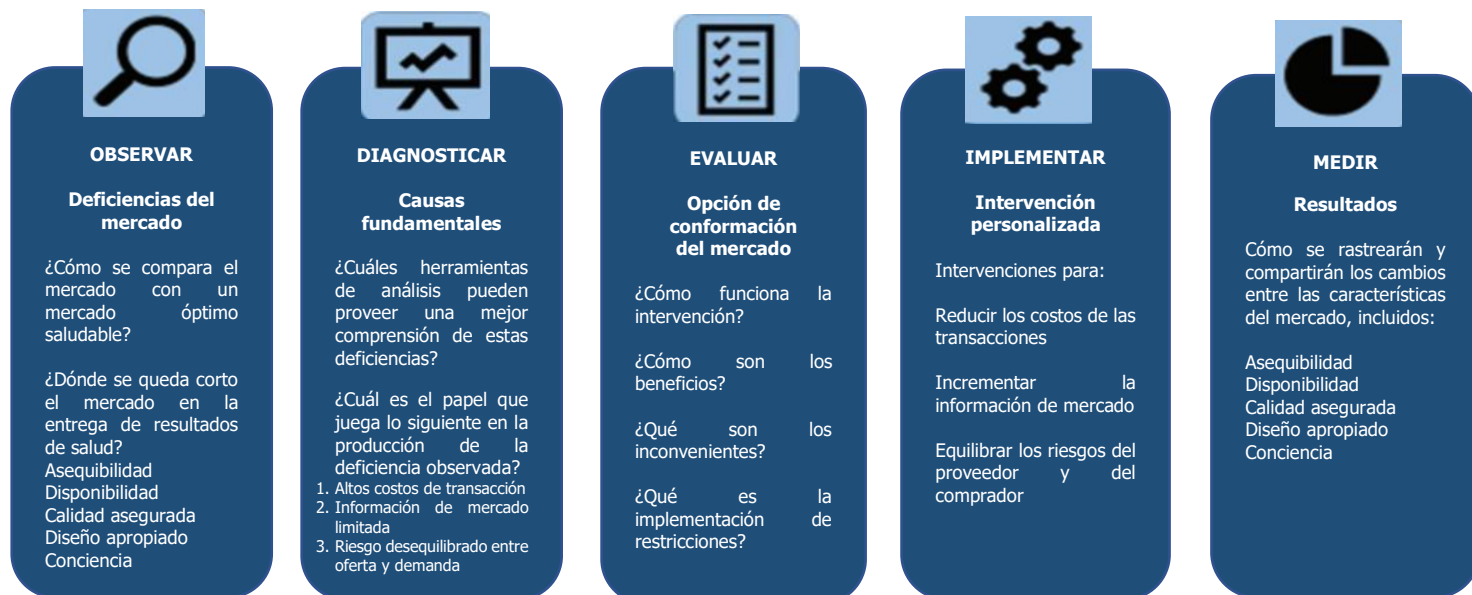 OBSERVAR
Deficiencias del
mercado
¿Cómo se compara el
mercado con un
mercado óptimo
saludable?
¿Dónde se queda corto
el mercado en la
entrega de resultados
de salud?
Asequibilidad
Disponibilidad
Calidad asegurada
Diseño apropiado
Conciencia
DIAGNOSTICAR
Causas
fundamentales
¿Cuáles herramientas
de análisis pueden
proveer una mejor
comprensión de estas
deficiencias?
¿Cuál es el papel que
juega lo siguiente en la
producción de la
deficiencia observada?
1. Altos costos de transacción
2. Información de mercado
limitada
3. Riesgo desequilibrado entre
oferta y demanda
EVALUAR
Opción de
conformación
del mercado
¿Cómo funciona la
intervención?
¿Cómo son los
beneficios?
¿Qué son los
inconvenientes?
¿Qué es la
implementación de
restricciones?
IMPLEMENTAR
Intervención
personalizada
Intervenciones para:
Reducir los costos de las
transacciones
Incrementar la
información de mercado
Equilibrar los riesgos del
proveedor y del
comprador
MEDIR
Resultados
Cómo se rastrearán y
compartirán los cambios
entre las características
del mercado, incluidos:
Asequibilidad
Disponibilidad
Calidad asegurada
Diseño apropiado
Conciencia